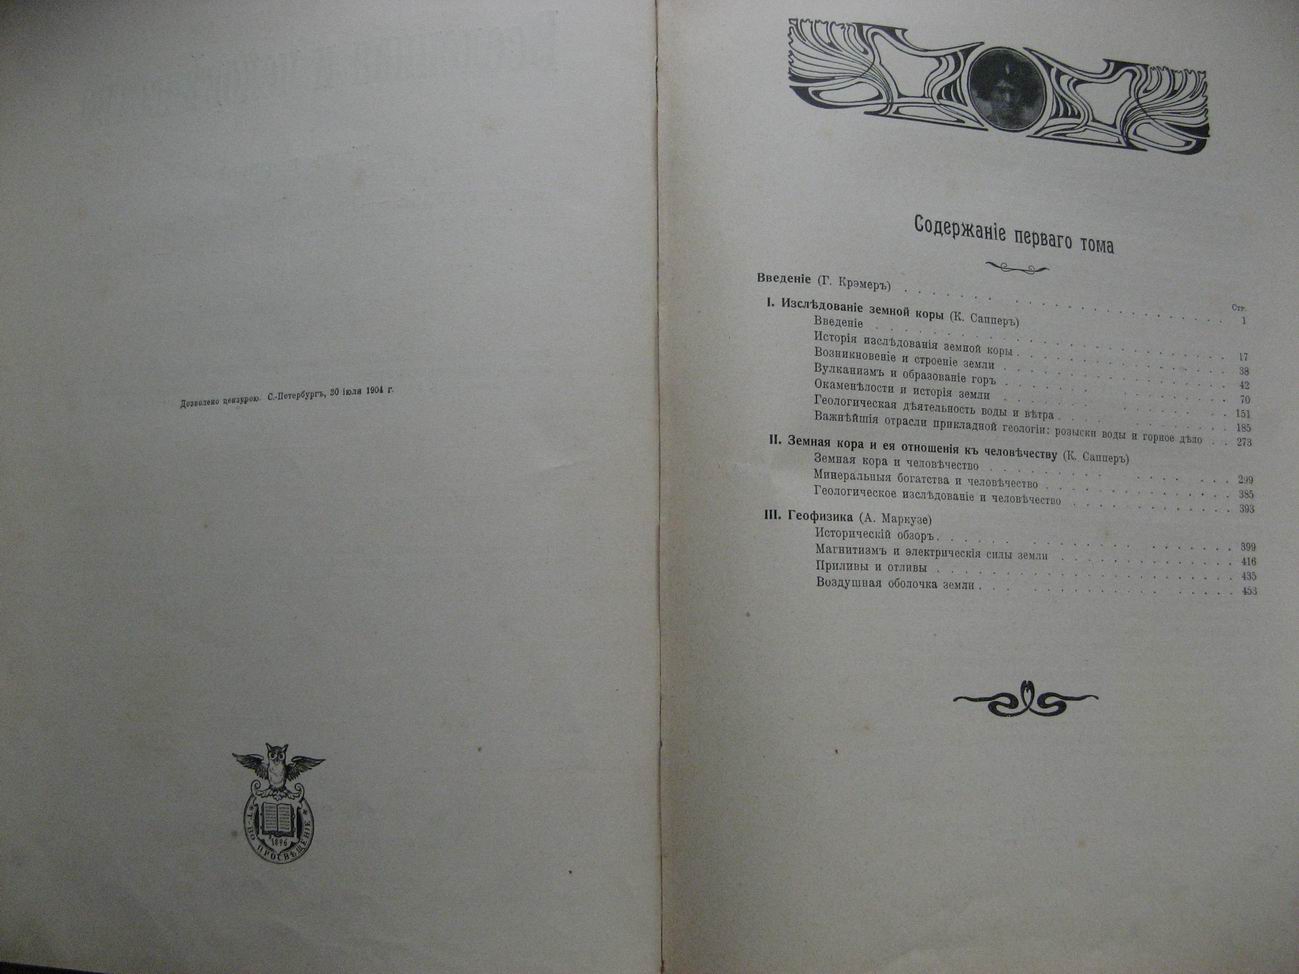 Дозволено цензурою. С.-Петербургъ, 30 іюля 1904 г.
Т-ВО ПРОСВѢЩЕНІЕ
1896
Содержаніе перваго тома
Стр.
Введеніе (Г. Крэмеръ) . . . 1
I. Изслѣдованіе земной коры (К. Сапперъ)
Введеніе . . . 17
Исторія изслѣдованія земной коры . . . 38
Возникновеніе и строеніе земли . . . 42
Вулканизмъ и образованіе горъ . . . 70
Окаменѣлости и исторія земли . . . 151
Геологическая дѣятельность воды и вѣтра . . . 185
Важнѣйшія отрасли прикладной геологіи: розыски воды и горное дѣло . . 273
II. Земная кора и ея отношенія къ человѣчеству (К. Сапперъ)
Земная кора и человѣчество . . . 299
Минеральныя богатства и человѣчество . . . 385
Геологическое изслѣдованіе и человѣчество . . . 393
III. Геофизика (А. Маркузе)
Историческій обзоръ . . . 399
Магнитизмъ и электрическія силы земли . . . 416
Приливы и отливы . . . 435
Воздушная оболочка земли . . . 453